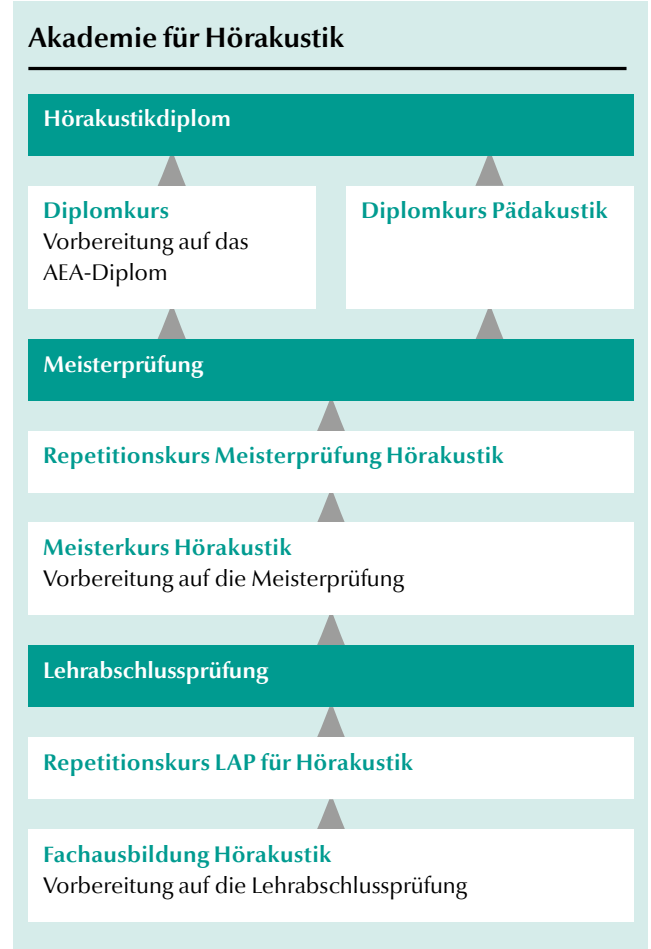 Akademie für Hörakustik
Hörakustikdiplom
Diplomkurs
Vorbereitung auf das
AEA-Diplom
Diplomkurs Pädakustik
Meisterprüfung
Repetitionskurs Meisterprüfung Hörakustik
Meisterkurs Hörakustik
Vorbereitung auf die Meisterprüfung
Lehrabschlussprüfung
Repetitionskurs LAP für Hörakustik
Fachausbildung Hörakustik
Vorbereitung auf die Lehrabschlussprüfung